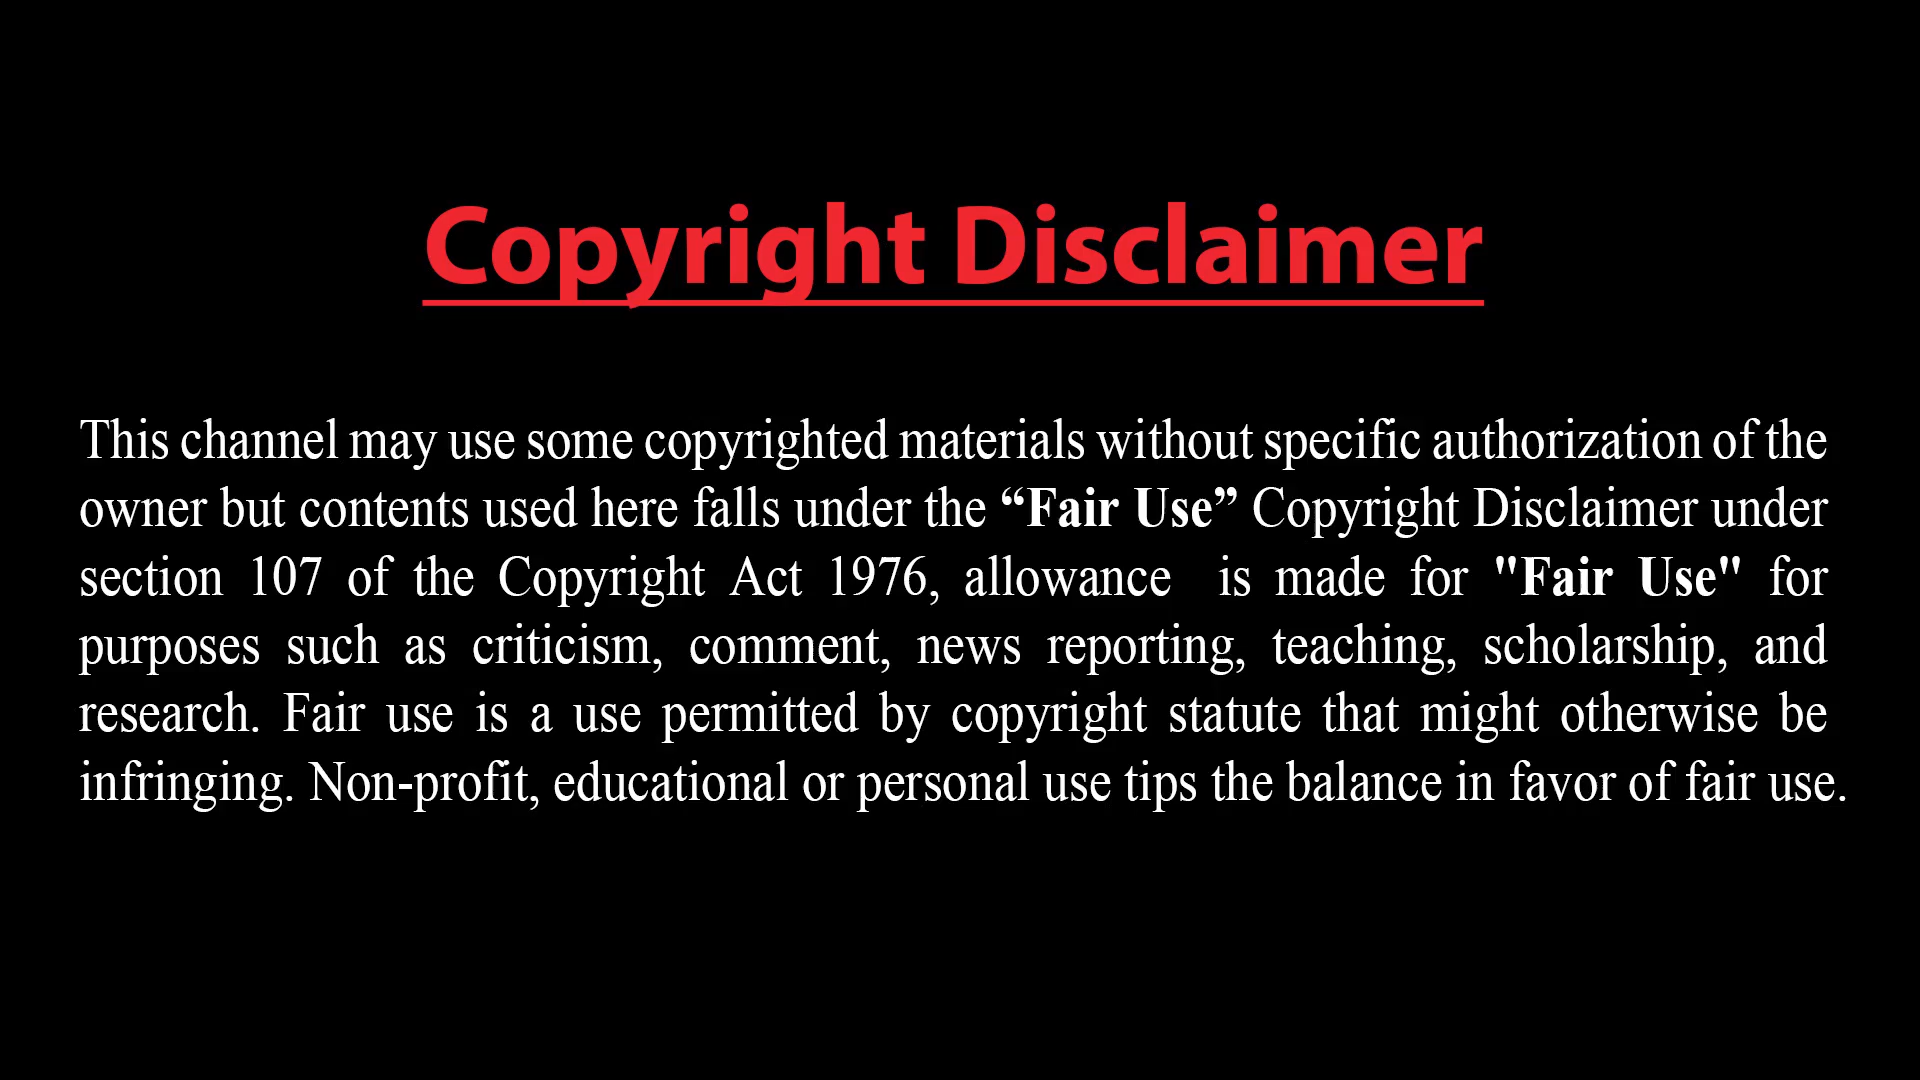 Copyright Disclaimer
This channel may use some copyrighted materials without specific authorization of the
owner but contents used here falls under the “Fair Use” Copyright Disclaimer under
section 107 of the Copyright Act 1976, allowance  is made for "Fair Use" for
purposes such as criticism, comment, news reporting, teaching, scholarship, and
research. Fair use is a use permitted by copyright statute that might otherwise be
infringing. Non-profit, educational or personal use tips the balance in favor of fair use.